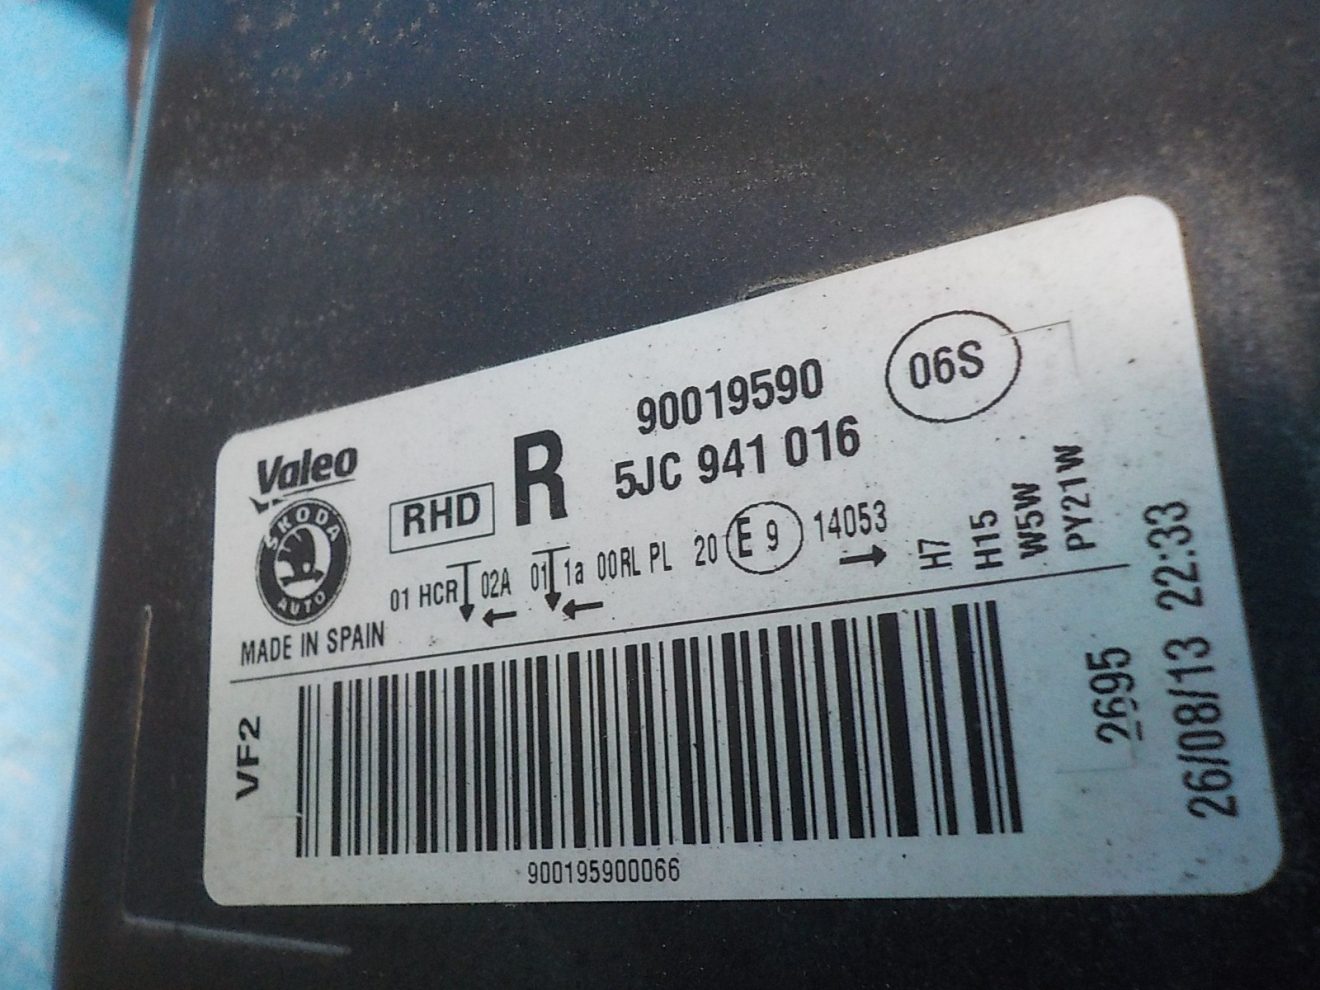 90019590
06S
Valeo
RHD
R
5JC 941 016
ŠKODA
AUTO
01 HCR 02A 01 1a 00RL PL 20 E 9 14053
H7
H15
W5W
PY21W
MADE IN SPAIN
VF2
2695
26/08/13 22:33
900195900066